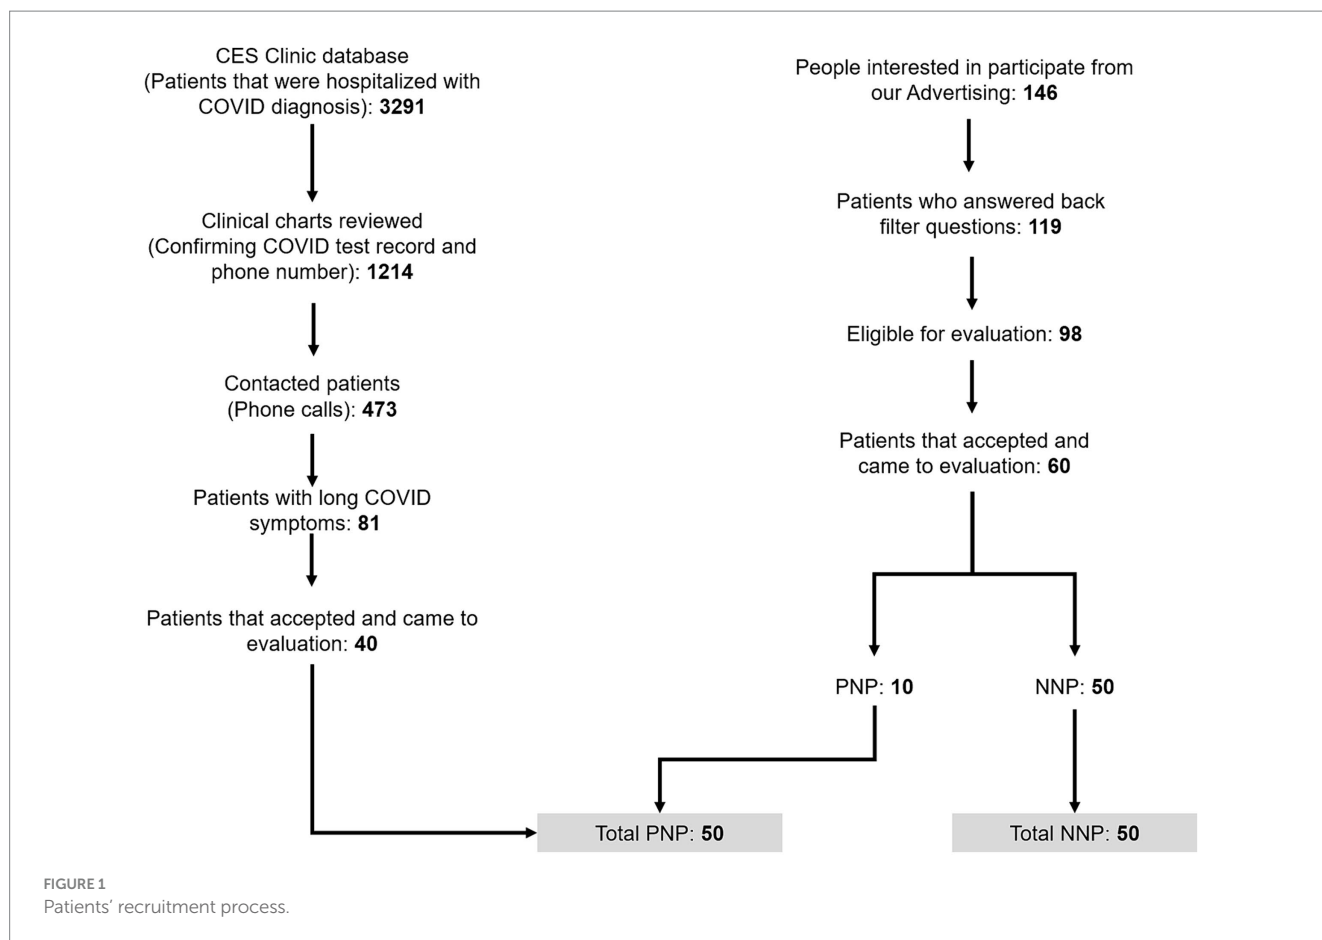 CES Clinic database
(Patients that were hospitalized with
COVID diagnosis): 3291
Clinical charts reviewed
(Confirming COVID test record and
phone number): 1214
Contacted patients
(Phone calls): 473
Patients with long COVID
symptoms: 81
Patients that accepted and came to
evaluation: 40
People interested in participate from
our Advertising: 146
Patients who answered back
filter questions: 119
Eligible for evaluation: 98
Patients that accepted and
came to evaluation: 60
PNP: 10
NNP: 50
Total PNP: 50
Total NNP: 50
FIGURE 1
Patients’ recruitment process.